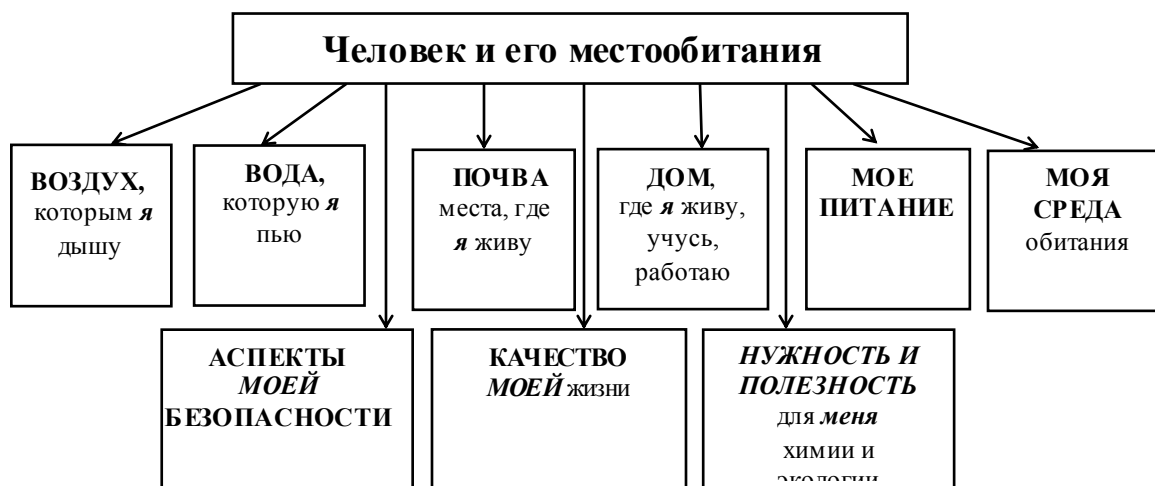 Человек и его местообитания
ВОЗДУХ,
которым я
дышу
ВОДА,
которую я
пью
ПОЧВА
места, где
я живу
ДОМ,
где я живу,
учусь,
работаю
МОЕ
ПИТАНИЕ
МОЯ
СРЕДА
обитания
АСПЕКТЫ
МОЕЙ
БЕЗОПАСНОСТИ
КАЧЕСТВО
МОЕЙ жизни
НУЖНОСТЬ И
ПОЛЕЗНОСТЬ
для меня
химии и
экологии